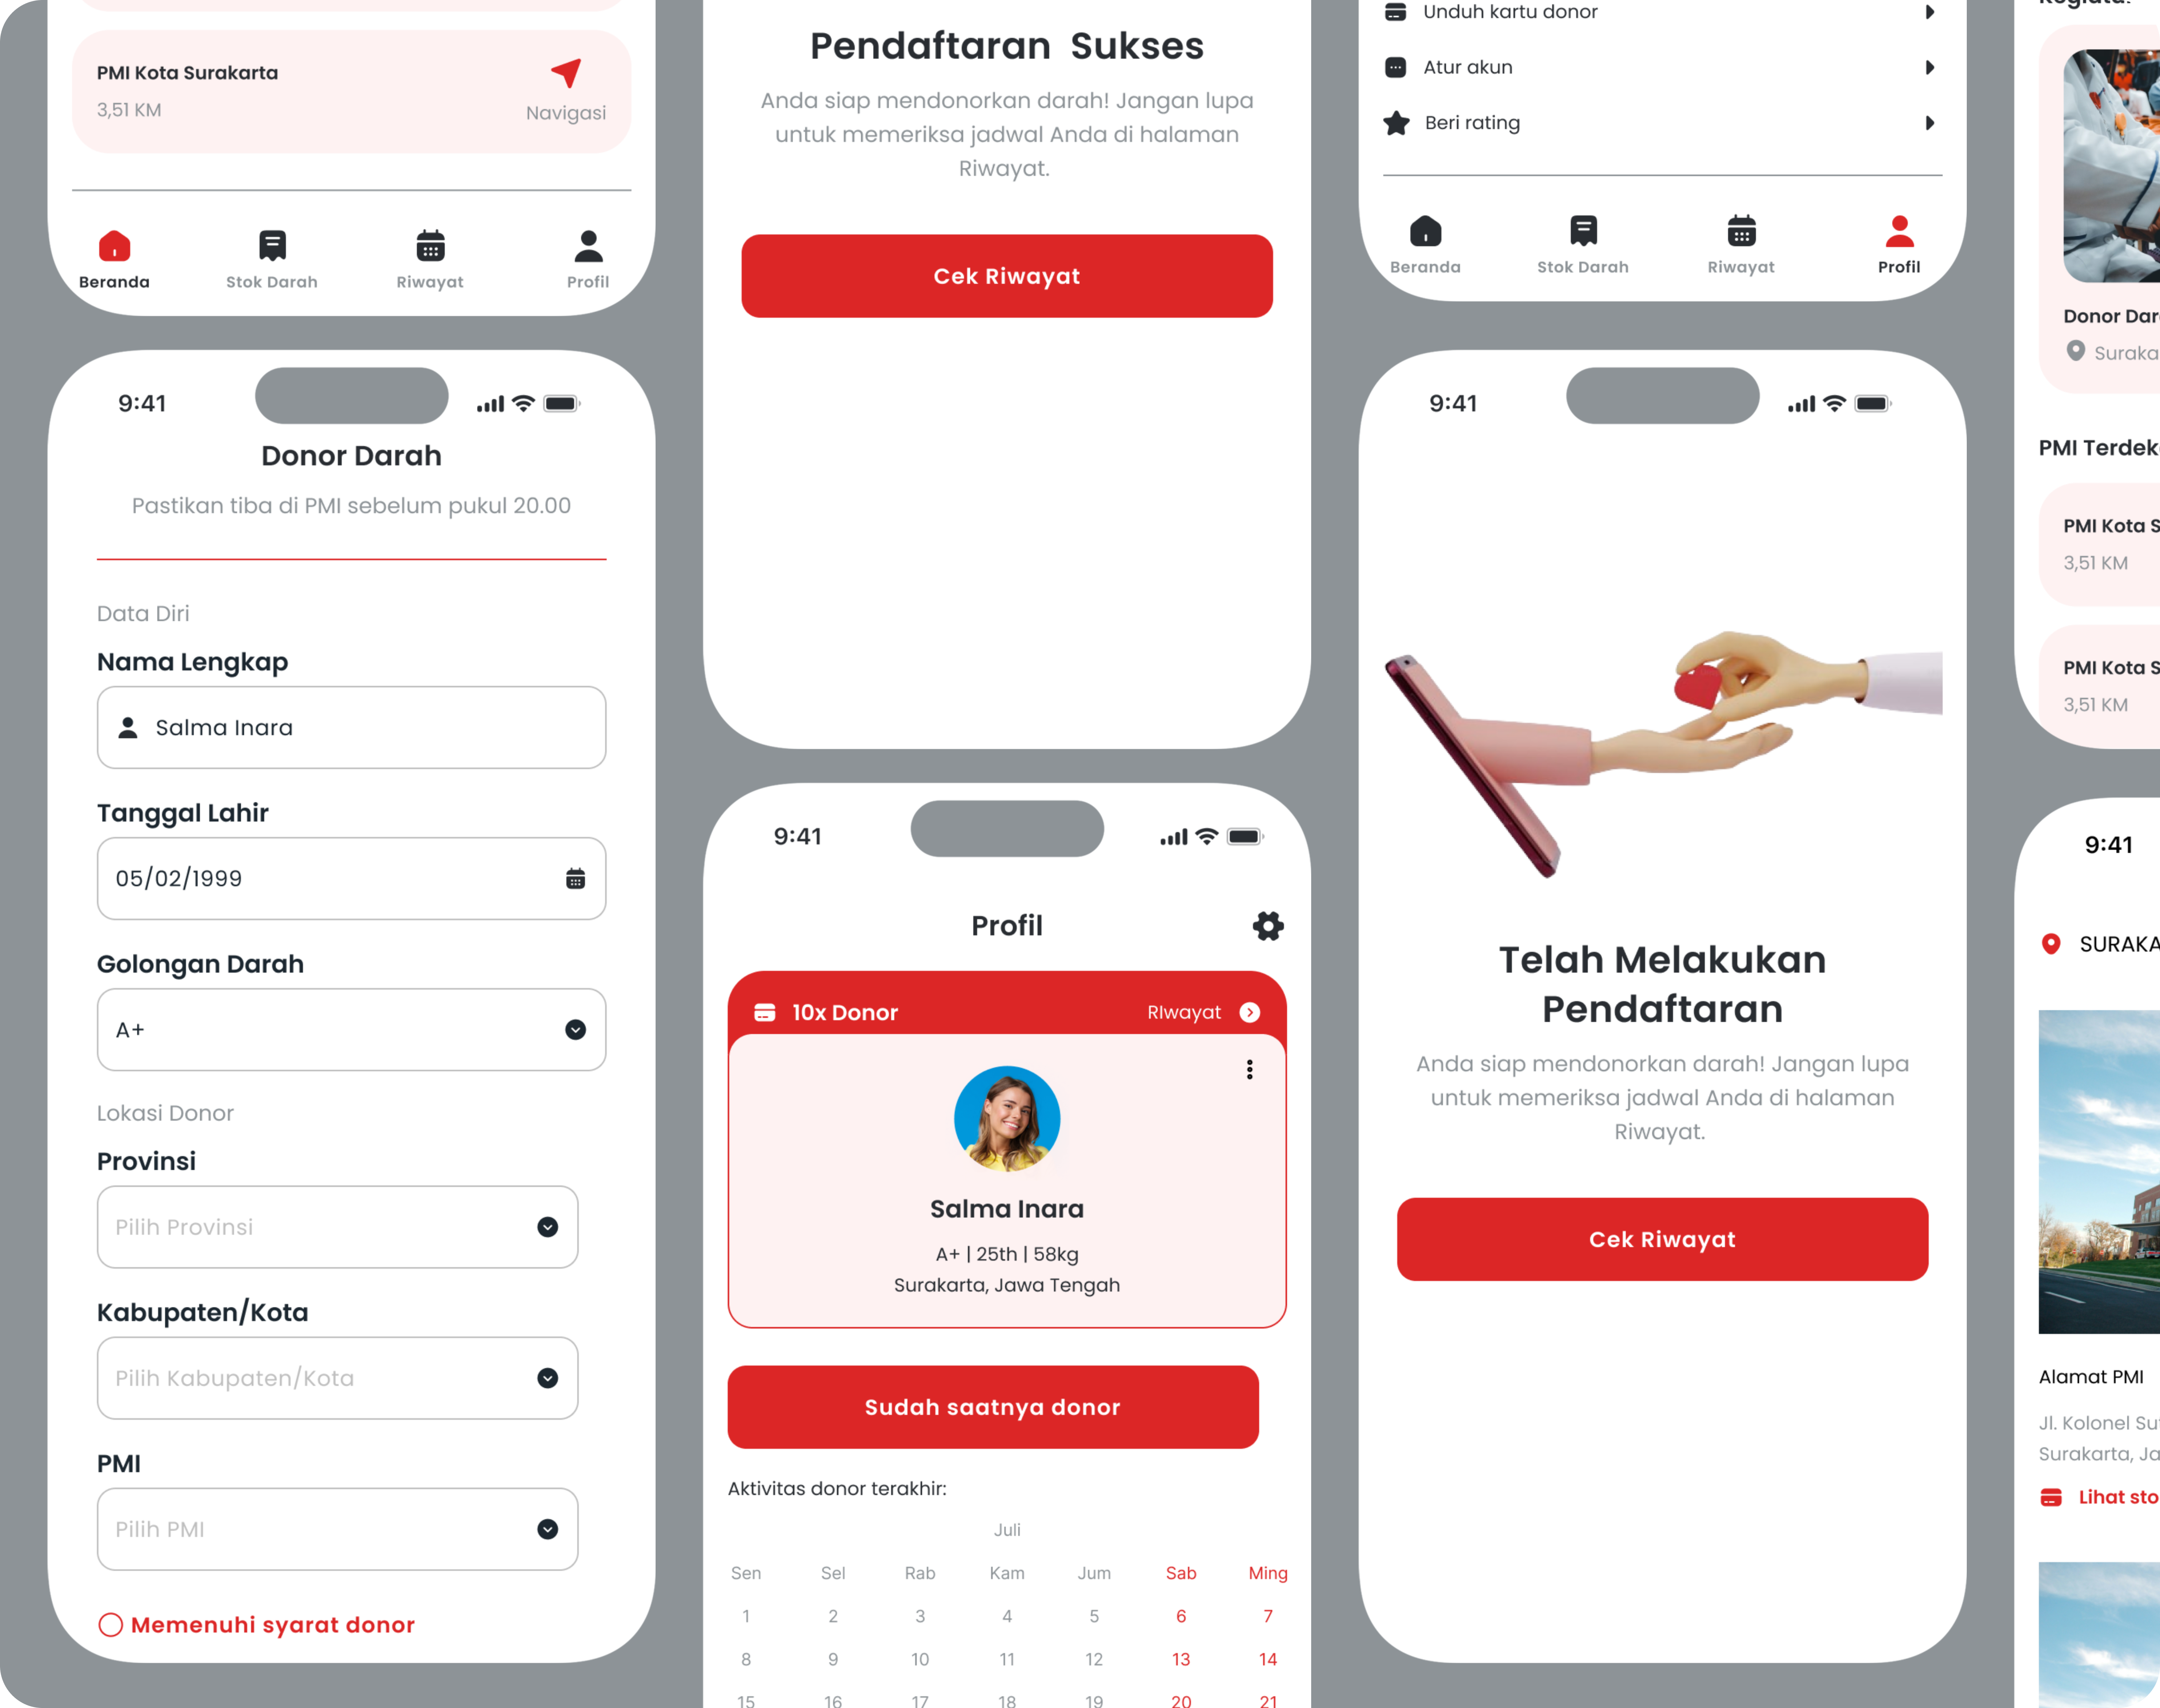 PMI Kota Surakarta
3,51 KM
Navigasi
Beranda
Stok Darah
Riwayat
Profil
9:41
Donor Darah
Pastikan tiba di PMI sebelum pukul 20.00
Data Diri
Nama Lengkap
Salma Inara
Tanggal Lahir
05/02/1999
Golongan Darah
A+
Lokasi Donor
Provinsi
Pilih Provinsi
Kabupaten/Kota
Pilih Kabupaten/Kota
PMI
Pilih PMI
Memenuhi syarat donor
Pendaftaran Sukses
Anda siap mendonorkan darah! Jangan lupa
untuk memeriksa jadwal Anda di halaman
Riwayat.
Cek Riwayat
9:41
Profil
10x Donor
RIwayat
Salma Inara
A+ | 25th | 58kg
Surakarta, Jawa Tengah
Sudah saatnya donor
Aktivitas donor terakhir:
Juli
Sen Sel Rab Kam Jum Sab Ming
1 2 3 4 5 6 7
8 9 10 11 12 13 14
15 16 17 18 19 20 21
Unduh kartu donor
Atur akun
Beri rating
Beranda
Stok Darah
Riwayat
Profil
9:41
Telah Melakukan
Pendaftaran
Anda siap mendonorkan darah! Jangan lupa
untuk memeriksa jadwal Anda di halaman
Riwayat.
Cek Riwayat
Donor Dar
Suraka
PMI Terdek
PMI Kota S
3,51 KM
PMI Kota S
3,51 KM
9:41
SURAKA
Alamat PMI
Jl. Kolonel Su
Surakarta, Ja
Lihat sto